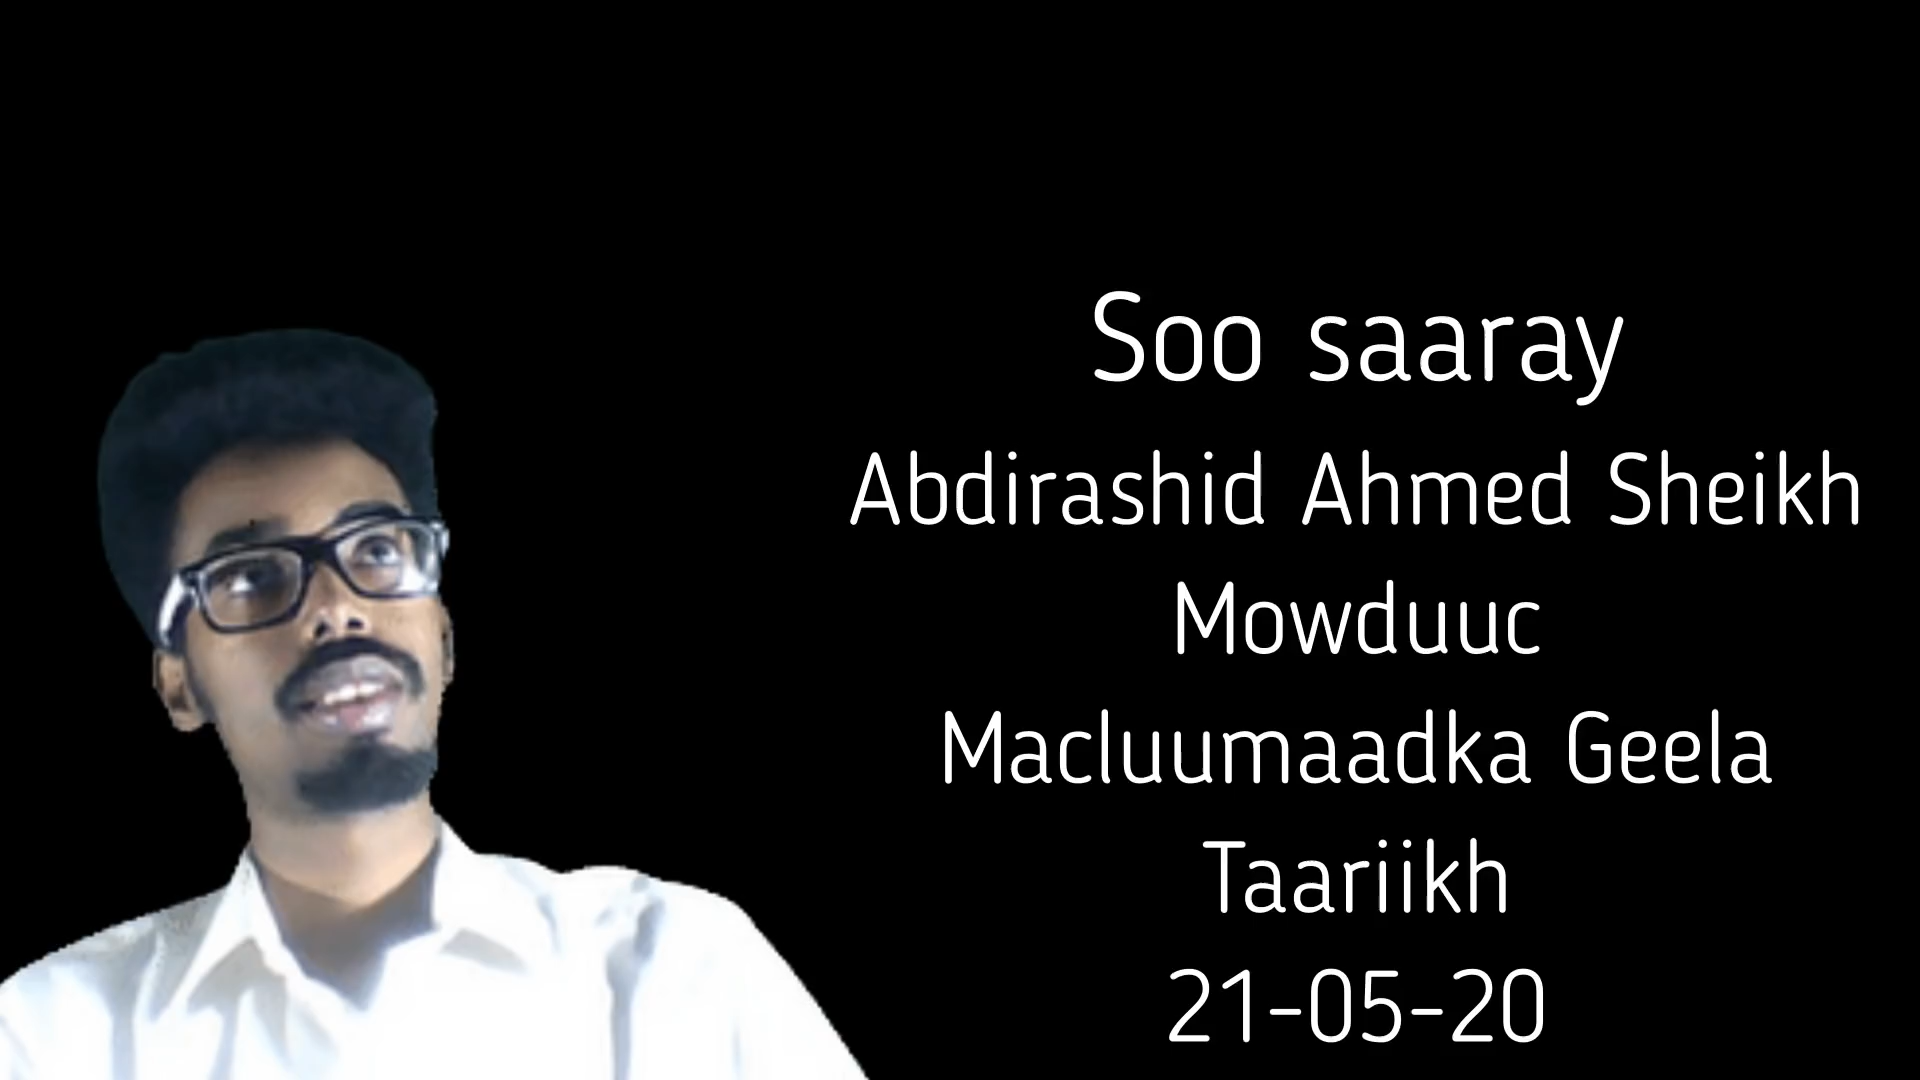 Soo saaray
Abdirashid Ahmed Sheikh
Mowduuc
Macluumaadka Geela
Taariikh
21-05-20